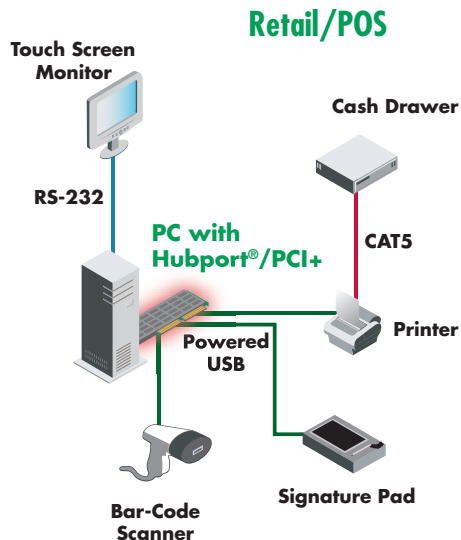 Retail/POS
Touch Screen
Monitor
Cash Drawer
RS-232
PC with
Hubport®/PCI+
CAT5
Printer
Powered
USB
Signature Pad
Bar-Code
Scanner